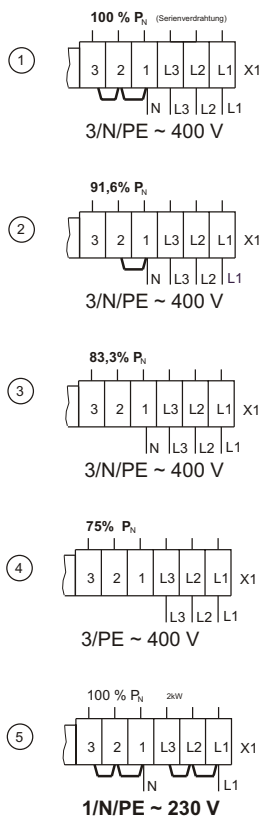 100 % PN (Serienverdrahtung)
1
3 2 1 L3 L2 L1 X1
N L3 L2 L1
3/N/PE ~ 400 V
91,6% PN
2
3 2 1 L3 L2 L1 X1
N L3 L2 L1
3/N/PE ~ 400 V
83,3% PN
3
3 2 1 L3 L2 L1 X1
N L3 L2 L1
3/N/PE ~ 400 V
75% PN
4
3 2 1 L3 L2 L1 X1
L3 L2 L1
3/PE ~ 400 V
100 % PN 2kW
5
3 2 1 L3 L2 L1 X1
N L1
1/N/PE ~ 230 V